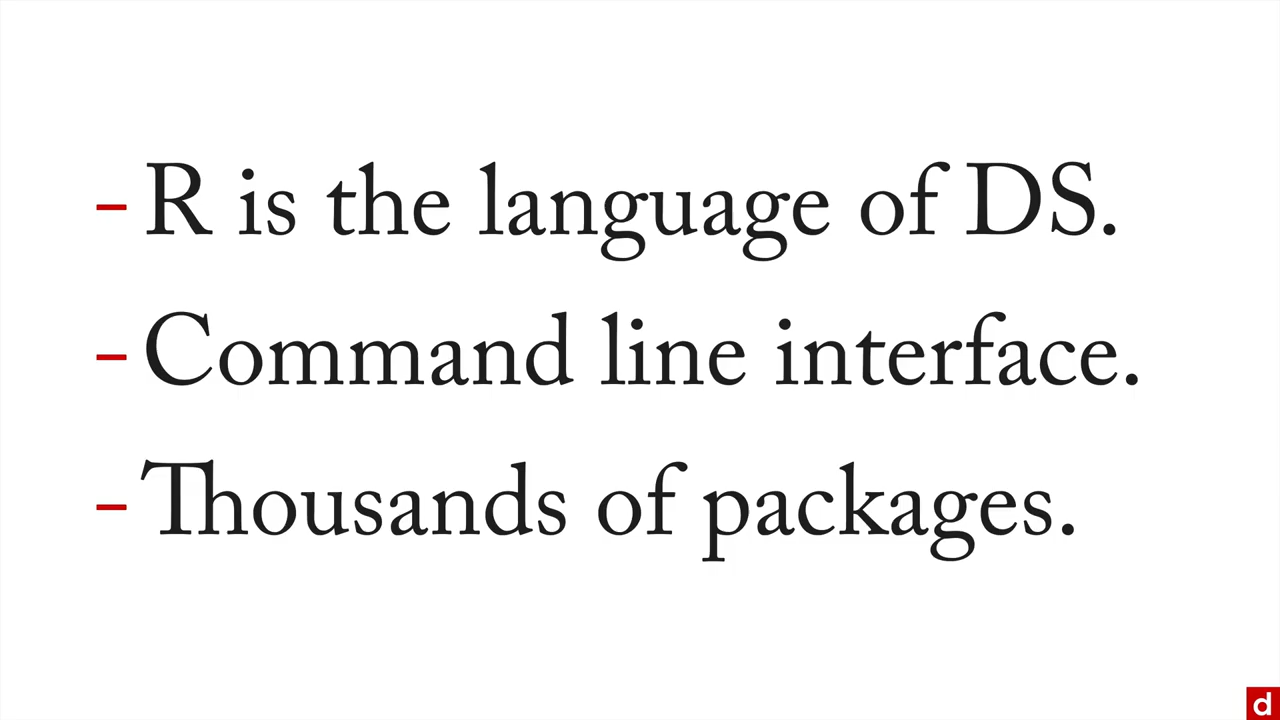 - R is the language of DS.
- Command line interface.
- Thousands of packages.
d